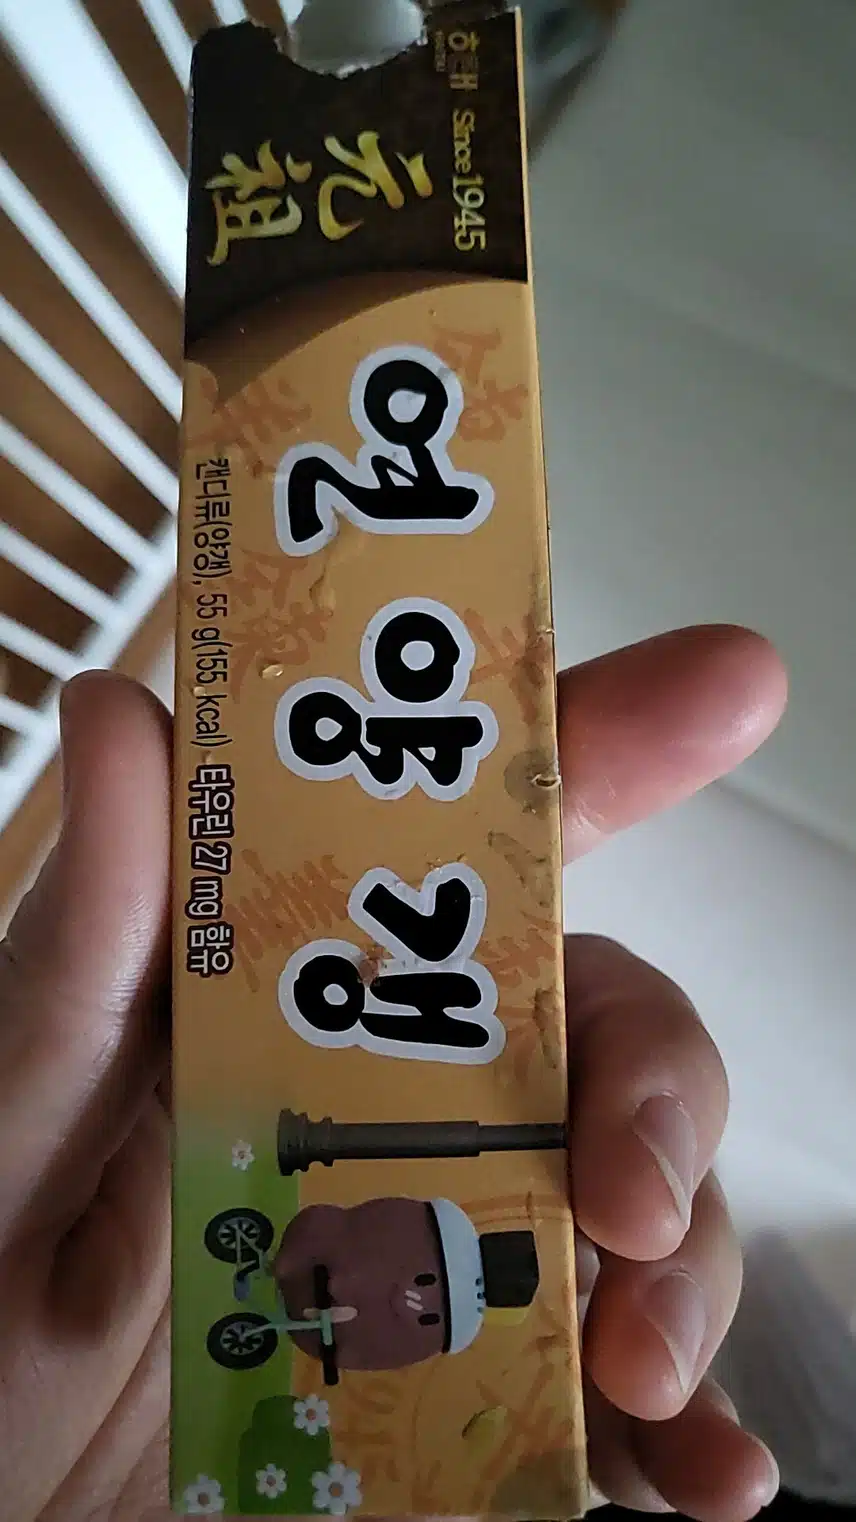 해태 Since 1945
元祖
연양갱
캔디류(양갱), 55 g(155 kcal) 타우린 27 mg 함유